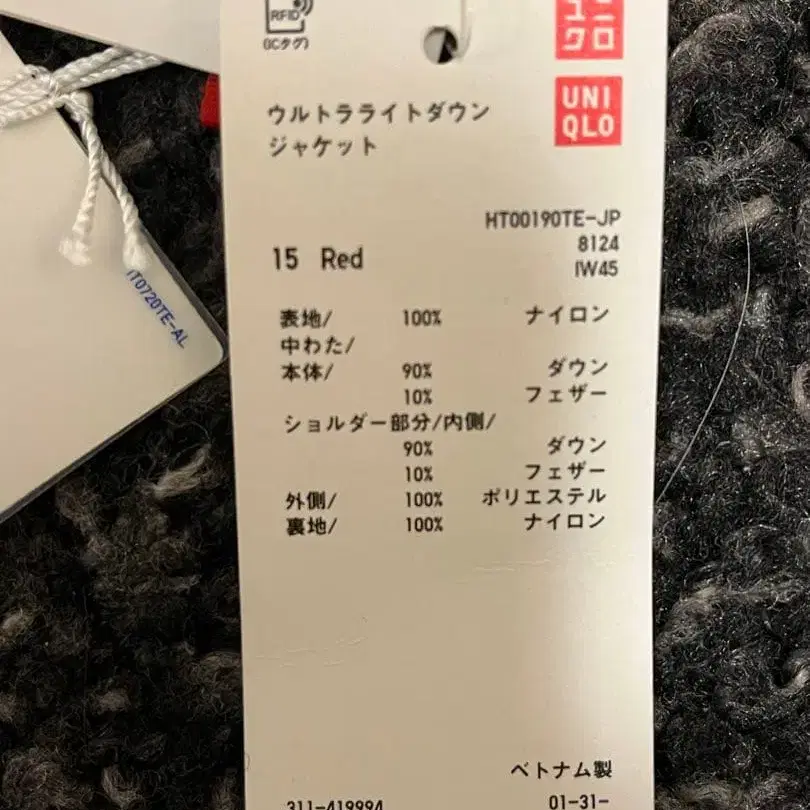 RFID
(ICタグ)
ユニ
クロ
UNI
QLO
ウルトラライトダウン
ジャケット
HT00190TE-JP
8124
15 Red
IW45
表地/ 100% ナイロン
中わた/
本体/ 90% ダウン
10% フェザー
ショルダー部分/内側/
90% ダウン
10% フェザー
外側/ 100% ポリエステル
裏地/ 100% ナイロン
ベトナム製
311-419994 01-31-
IT0720TE-AL